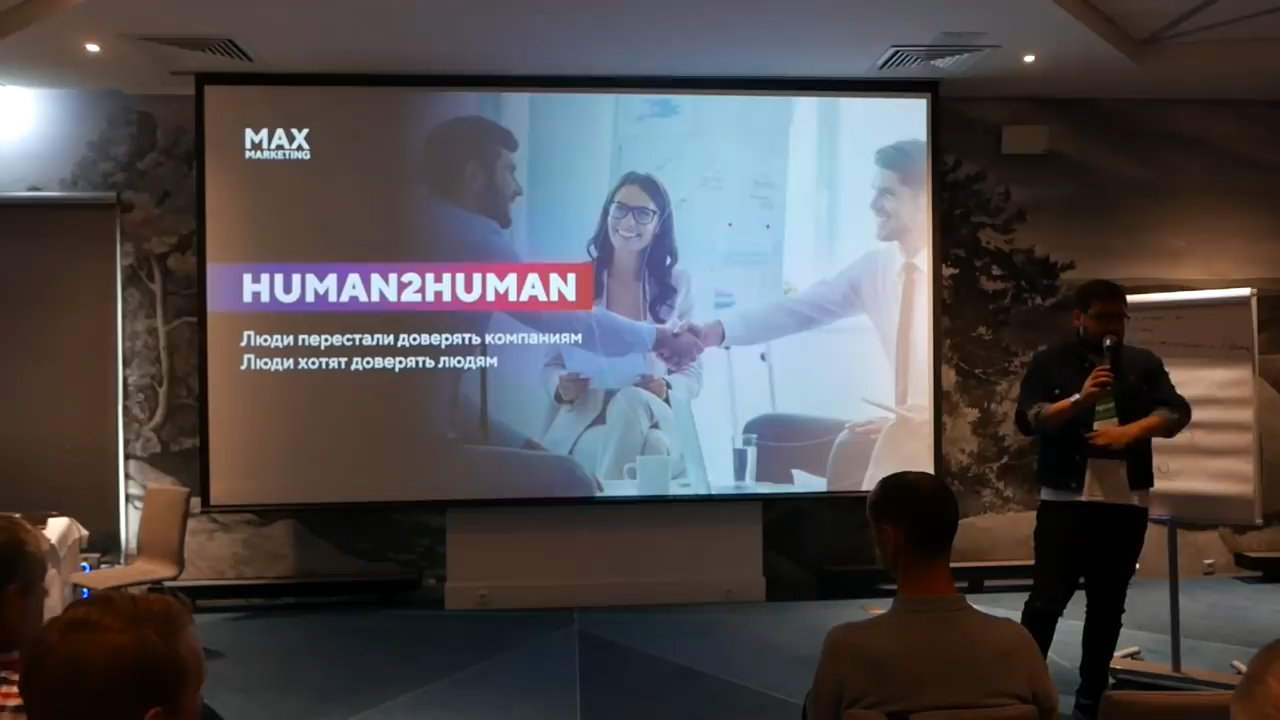 MAX
MARKETING
HUMAN2HUMAN
Люди перестали доверять компаниям
Люди хотят доверять людям